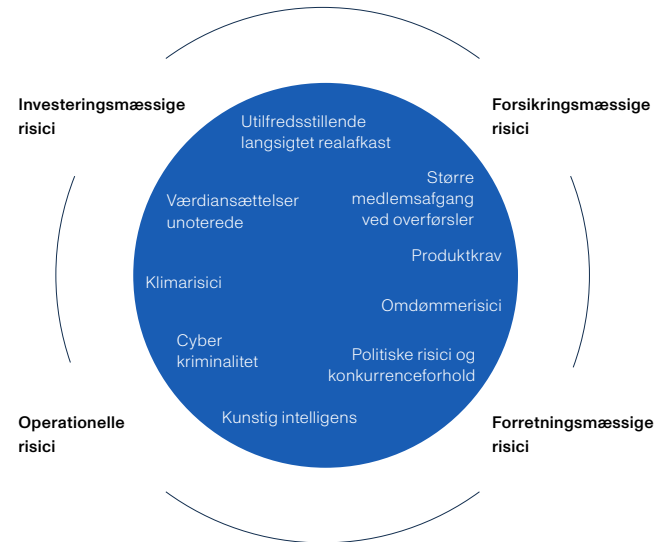 Investeringsmæssige
risici
Forsikringsmæssige
risici
Utilfredsstillende
langsigtet realafkast
Større
medlemsafgang
ved overførsler
Værdiansættelser
unoterede
Produktkrav
Klimarisici
Omdømmerisici
Cyber
kriminalitet
Politiske risici og
konkurrenceforhold
Kunstig intelligens
Operationelle
risici
Forretningsmæssige
risici